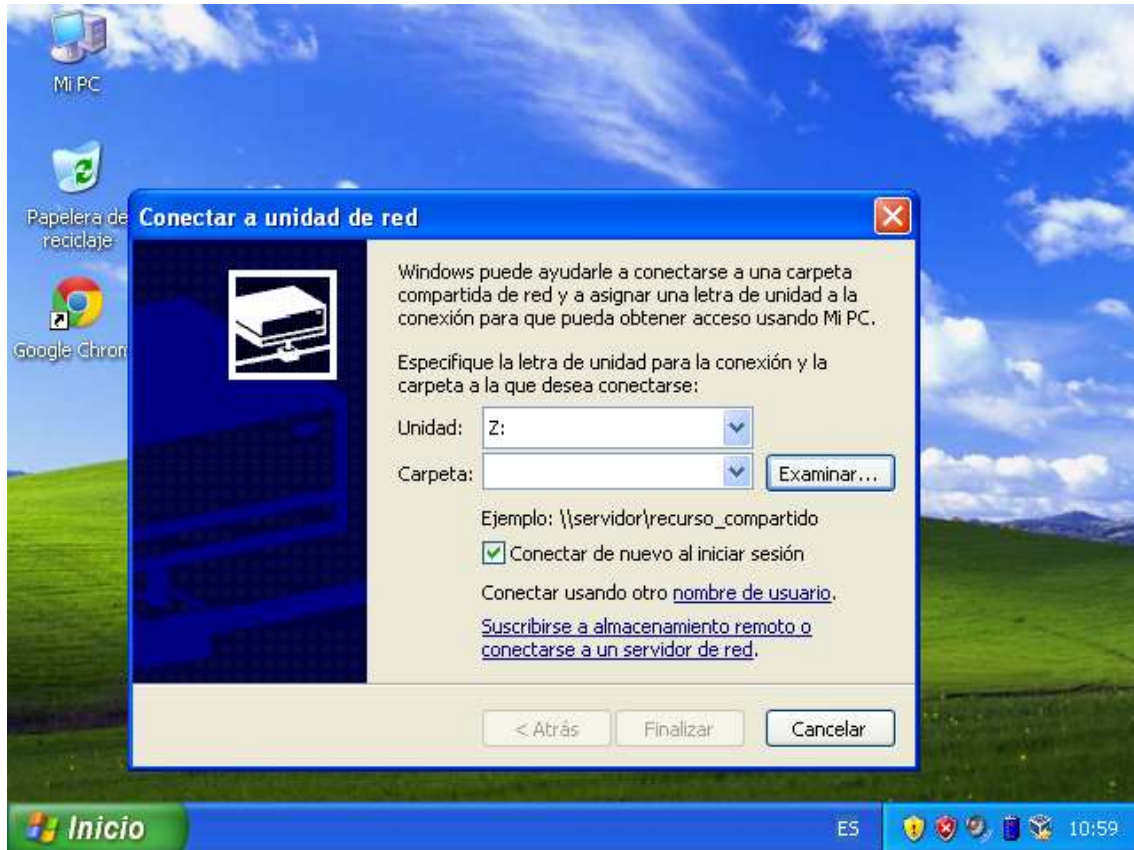 Mi PC
Papelera de
reciclaje
Google Chrom
Conectar a unidad de red
Windows puede ayudarle a conectarse a una carpeta
compartida de red y a asignar una letra de unidad a la
conexión para que pueda obtener acceso usando Mi PC.
Especifique la letra de unidad para la conexión y la
carpeta a la que desea conectarse:
Unidad: Z:
Carpeta: Examinar...
Ejemplo: \\servidor\recurso_compartido
Conectar de nuevo al iniciar sesión
Conectar usando otro nombre de usuario.
Suscribirse a almacenamiento remoto o
conectarse a un servidor de red.
< Atrás Finalizar Cancelar
Inicio ES 10:59